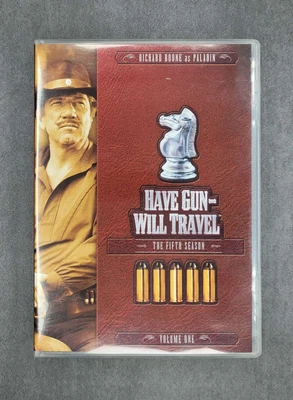 RICHARD BOONE AS PALADIN
HAVE GUN-
WILL TRAVEL
THE FIFTH SEASON
VOLUME ONE